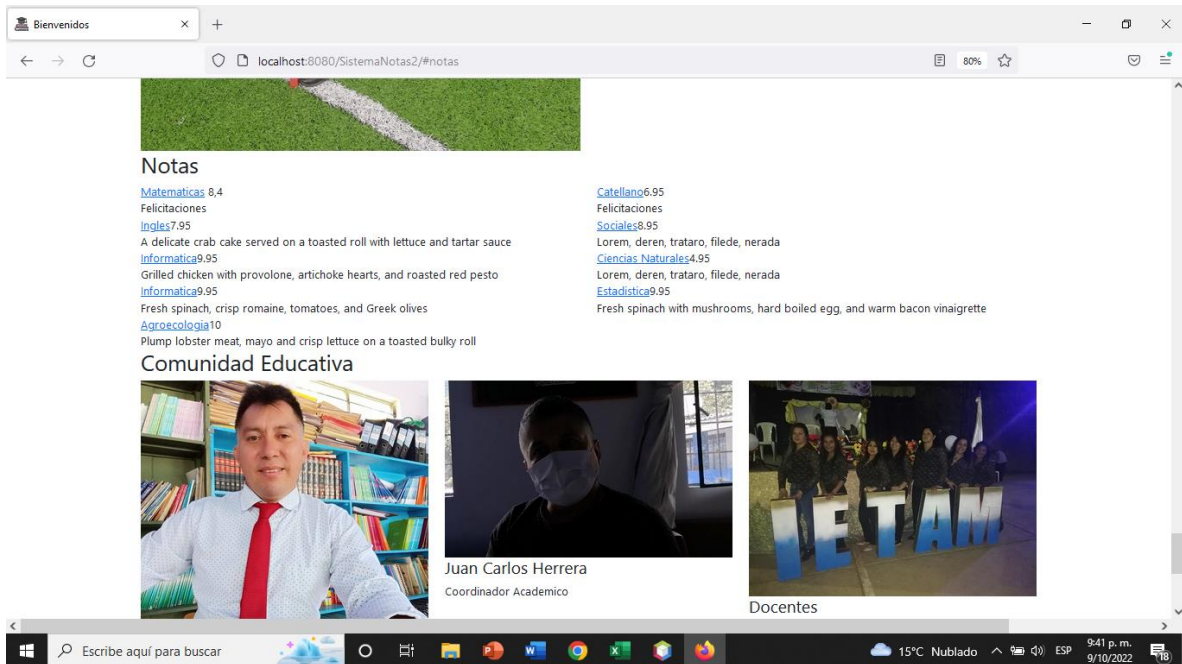 Bienvenidos
localhost:8080/SistemaNotas2/#notas
80%
Notas
Matematicas 8,4
Felicitaciones
Ingles7.95
A delicate crab cake served on a toasted roll with lettuce and tartar sauce
Informatica9.95
Grilled chicken with provolone, artichoke hearts, and roasted red pesto
Informatica9.95
Fresh spinach, crisp romaine, tomatoes, and Greek olives
Agroecologia10
Plump lobster meat, mayo and crisp lettuce on a toasted bulky roll
Catellano6.95
Felicitaciones
Sociales8.95
Lorem, deren, trataro, filede, nerada
Ciencias Naturales4.95
Lorem, deren, trataro, filede, nerada
Estadistica9.95
Fresh spinach with mushrooms, hard boiled egg, and warm bacon vinaigrette
Comunidad Educativa
Juan Carlos Herrera
Coordinador Academico
IETAM
Docentes
Escribe aquí para buscar
15°C Nublado
ESP
9:41 p. m.
9/10/2022
18